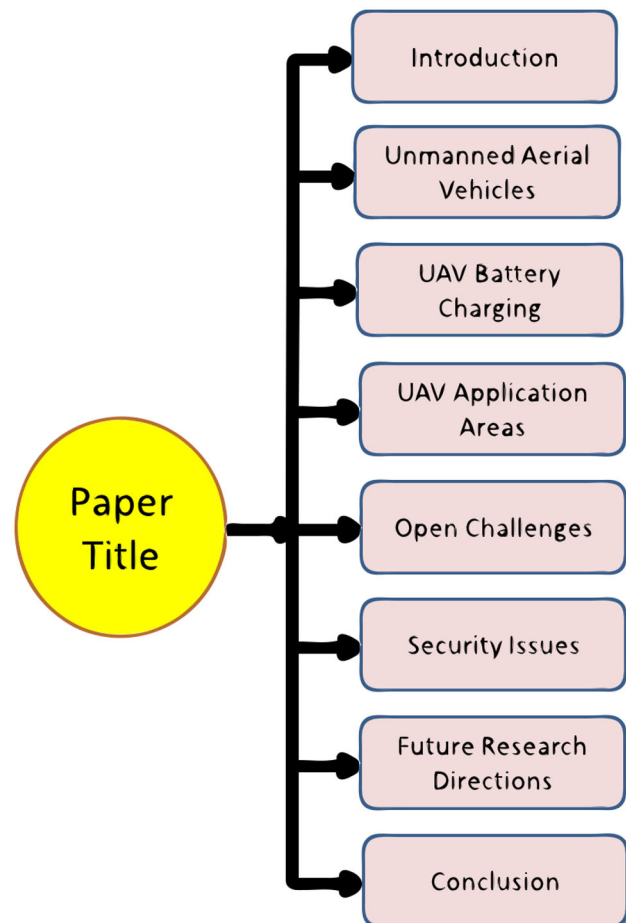 Introduction
Unmanned Aerial
Vehicles
UAV Battery
Charging
UAV Application
Areas
Paper
Title
Open Challenges
Security Issues
Future Research
Directions
Conclusion